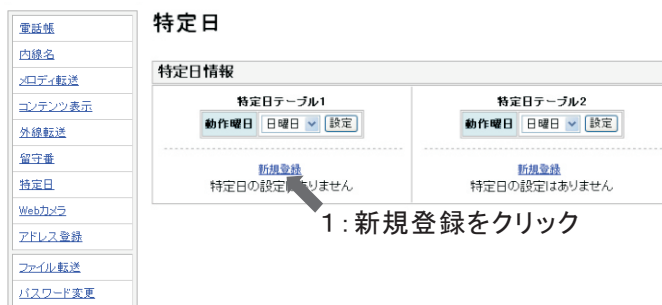 電話帳
内線名
メロディ転送
コンテンツ表示
外線転送
留守番
特定日
Webカメラ
アドレス登録
ファイル転送
パスワード変更
特定日
特定日情報
特定日テーブル1
動作曜日 日曜日 設定
新規登録
特定日の設定はありません
特定日テーブル2
動作曜日 日曜日 設定
新規登録
特定日の設定はありません
1:新規登録をクリック